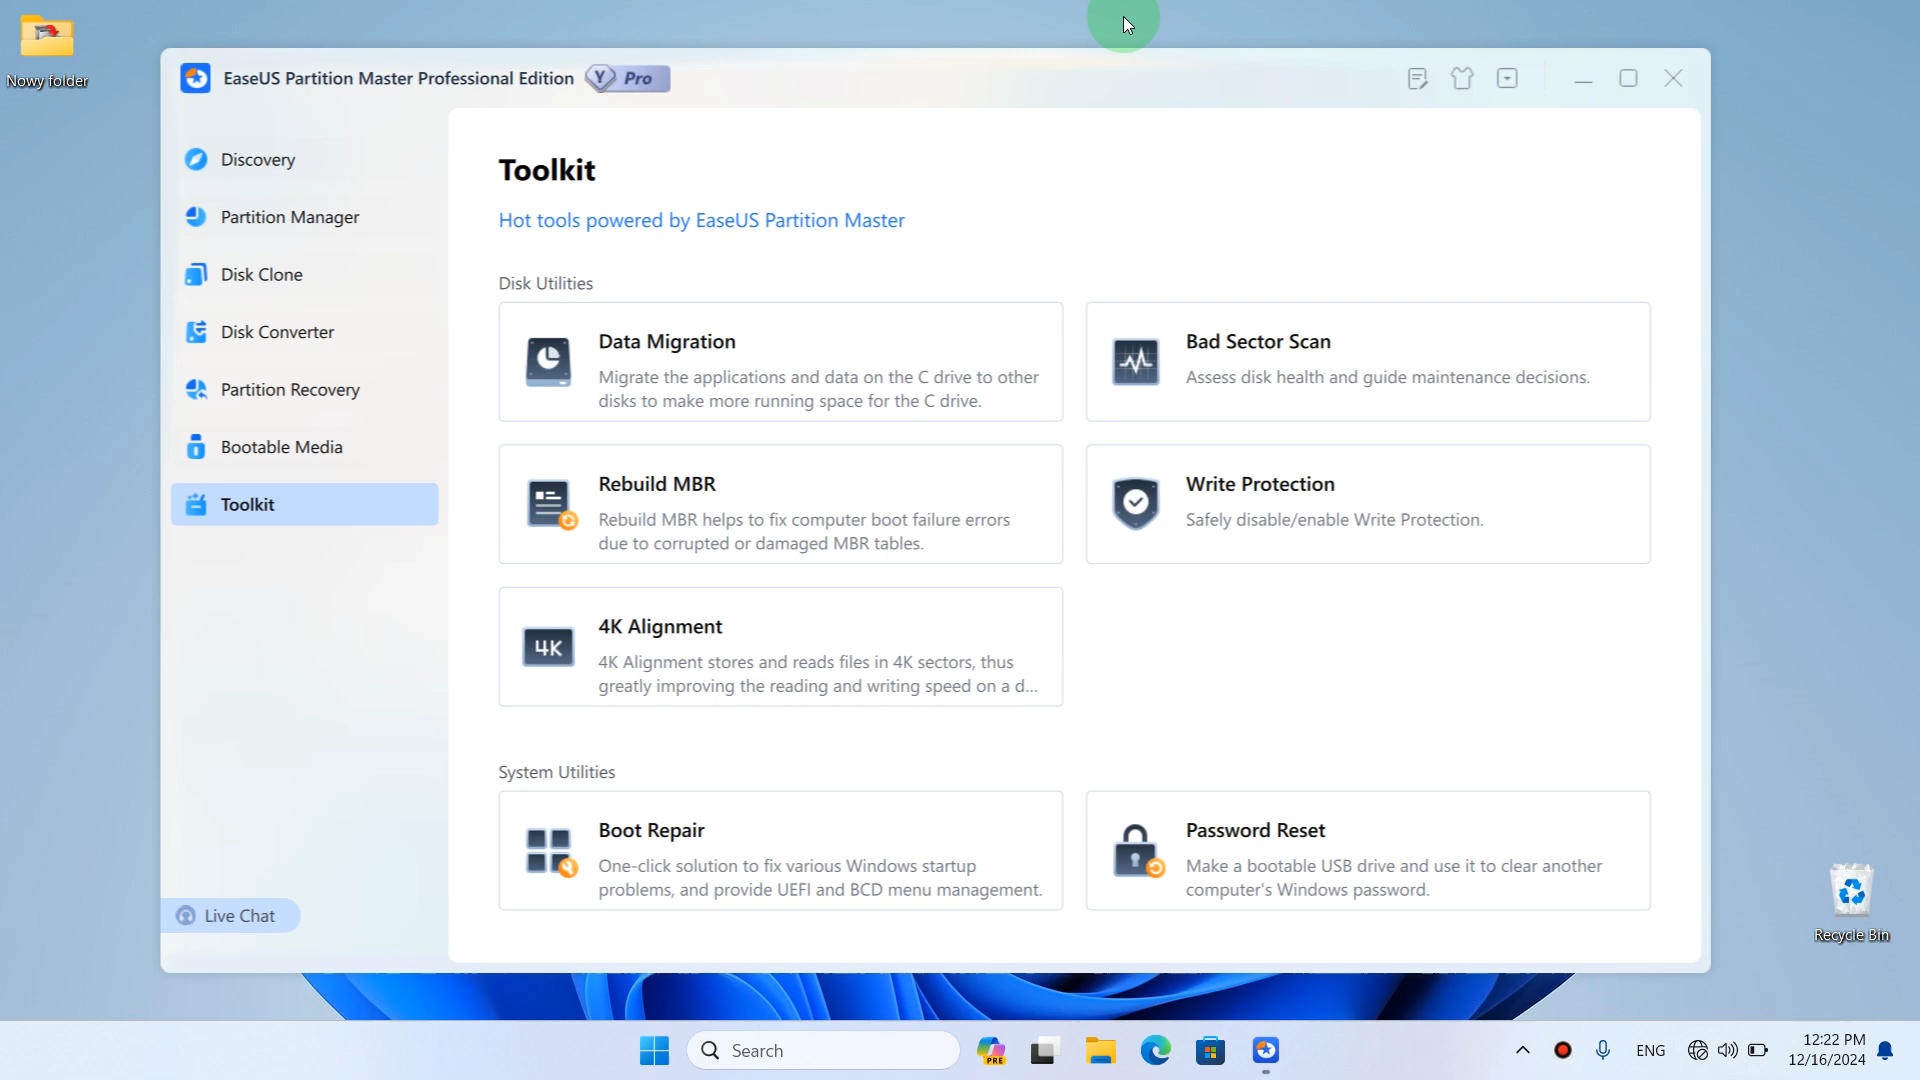 Nowy folder
EaseUS Partition Master Professional Edition
Y Pro
Discovery
Partition Manager
Disk Clone
Disk Converter
Partition Recovery
Bootable Media
Toolkit
Live Chat
Toolkit
Hot tools powered by EaseUS Partition Master
Disk Utilities
Data Migration
Migrate the applications and data on the C drive to other
disks to make more running space for the C drive.
Bad Sector Scan
Assess disk health and guide maintenance decisions.
Rebuild MBR
Rebuild MBR helps to fix computer boot failure errors
due to corrupted or damaged MBR tables.
Write Protection
Safely disable/enable Write Protection.
4K
4K Alignment
4K Alignment stores and reads files in 4K sectors, thus
greatly improving the reading and writing speed on a d...
System Utilities
Boot Repair
One-click solution to fix various Windows startup
problems, and provide UEFI and BCD menu management.
Password Reset
Make a bootable USB drive and use it to clear another
computer's Windows password.
Recycle Bin
Search
PRE
ENG
12:22 PM
12/16/2024